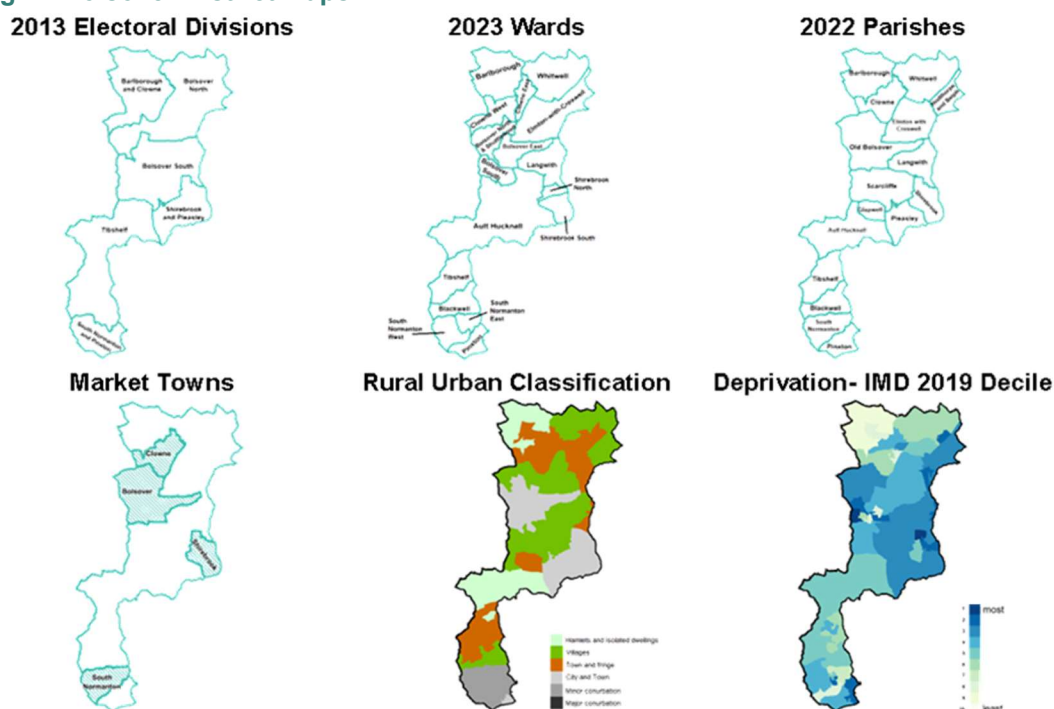 2013 Electoral Divisions
2023 Wards
2022 Parishes
Barlborough
and Clowne
Bolsover
North
Bolsover South
Shirebrook
and Pleasley
Tibshelf
South Normanton
and Pinxton
Barlborough
Whitwell
Clowne East
Clowne West
Elmton-with-Creswell
Bolsover East
Bolsover
South
Langwith
Shirebrook
North
Ault Hucknall
Shirebrook South
Tibshelf
Blackwell
South
Normanton
East
South
Normanton
West
Pinxton
Barlborough
Whitwell
Clowne
Elmton with
Creswell
Old Bolsover
Langwith
Scarcliffe
Shirebrook
Glapwell
Pleasley
Ault Hucknall
Tibshelf
Blackwell
South
Normanton
Pinxton
Market Towns
Rural Urban Classification
Deprivation- IMD 2019 Decile
Clowne
Bolsover
Shirebrook
South
Normanton
Hamlets and isolated dwellings
Villages
Town and fringe
City and Town
Minor conurbation
Major conurbation
most
least